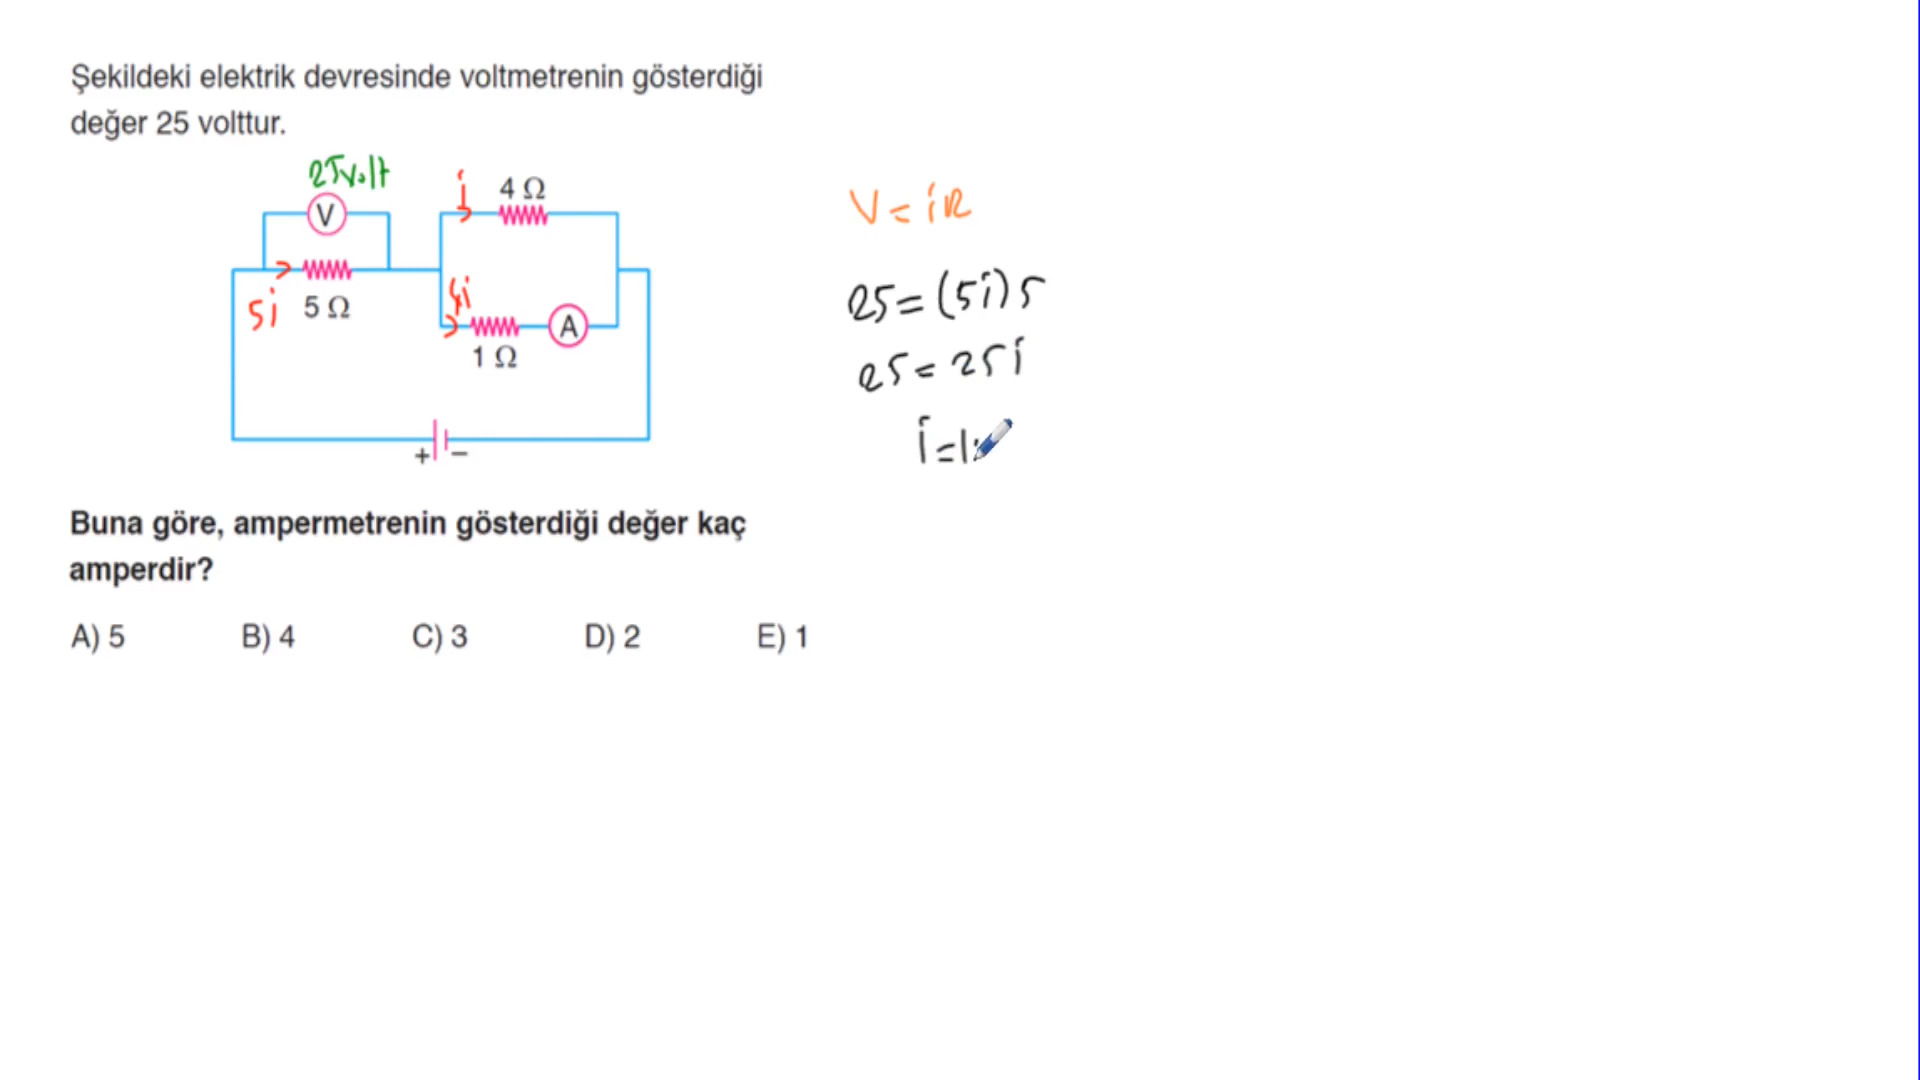 Şekildeki elektrik devresinde voltmetrenin gösterdiği
değer 25 volttur.
25volt
V
i
4 Ω
5i
5 Ω
4i
1 Ω
A
+
−
V = iR
25 = (5i)5
25 = 25i
i = 1
Buna göre, ampermetrenin gösterdiği değer kaç
amperdir?
A) 5 B) 4 C) 3 D) 2 E) 1